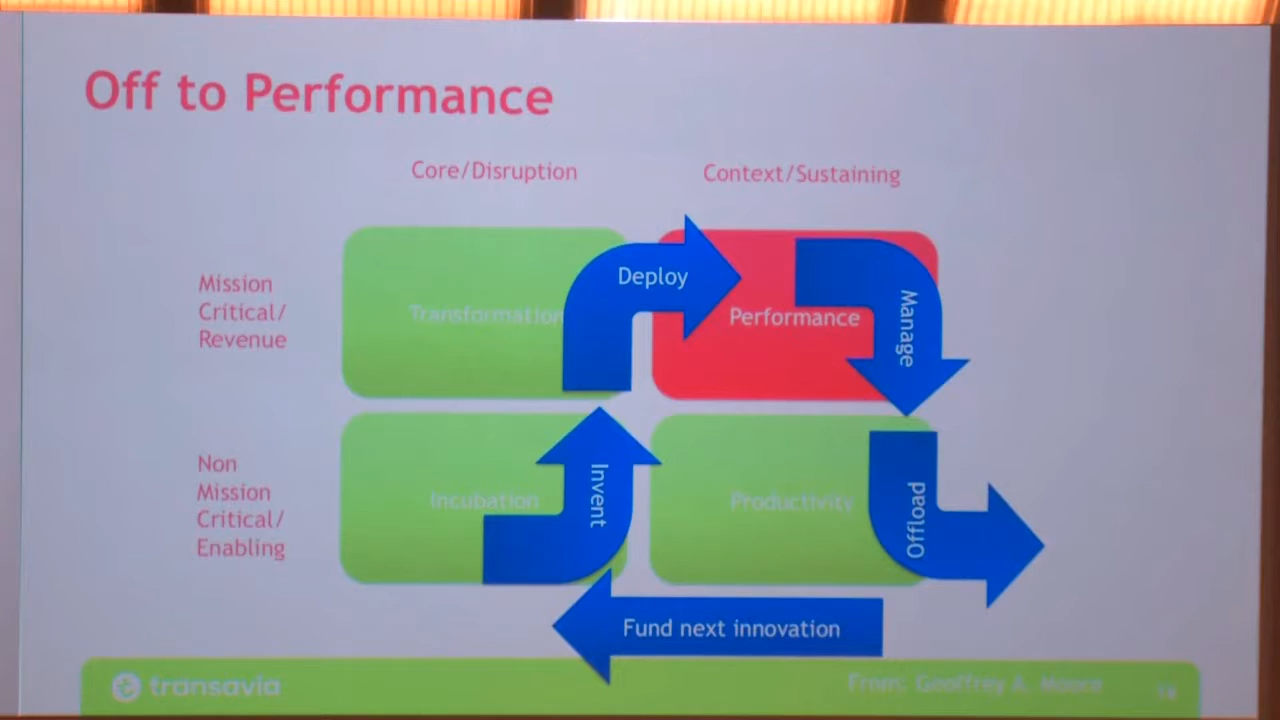 Off to Performance
Core/Disruption
Context/Sustaining
Mission
Critical/
Revenue
Transformation
Deploy
Performance
Manage
Non
Mission
Critical/
Enabling
Incubation
Invent
Productivity
Offload
Fund next innovation
transavia
From: Geoffrey A. Moore